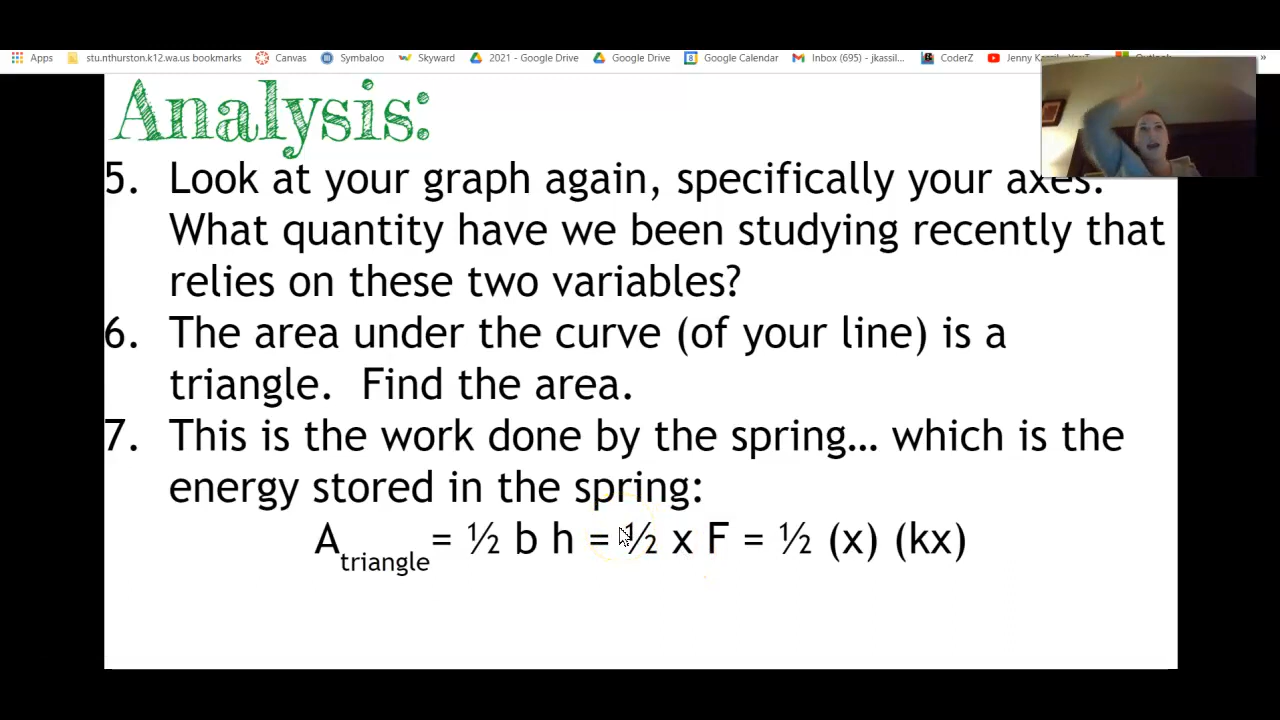 Apps stu.nthurston.k12.wa.us bookmarks Canvas Symbaloo Skyward 2021 - Google Drive Google Drive Google Calendar Inbox (695) - jkassil... CoderZ Jenny »
Analysis:
5. Look at your graph again, specifically your axes.
What quantity have we been studying recently that
relies on these two variables?
6. The area under the curve (of your line) is a
triangle. Find the area.
7. This is the work done by the spring… which is the
energy stored in the spring:
A triangle = ½ b h = ½ x F = ½ (x) (kx)